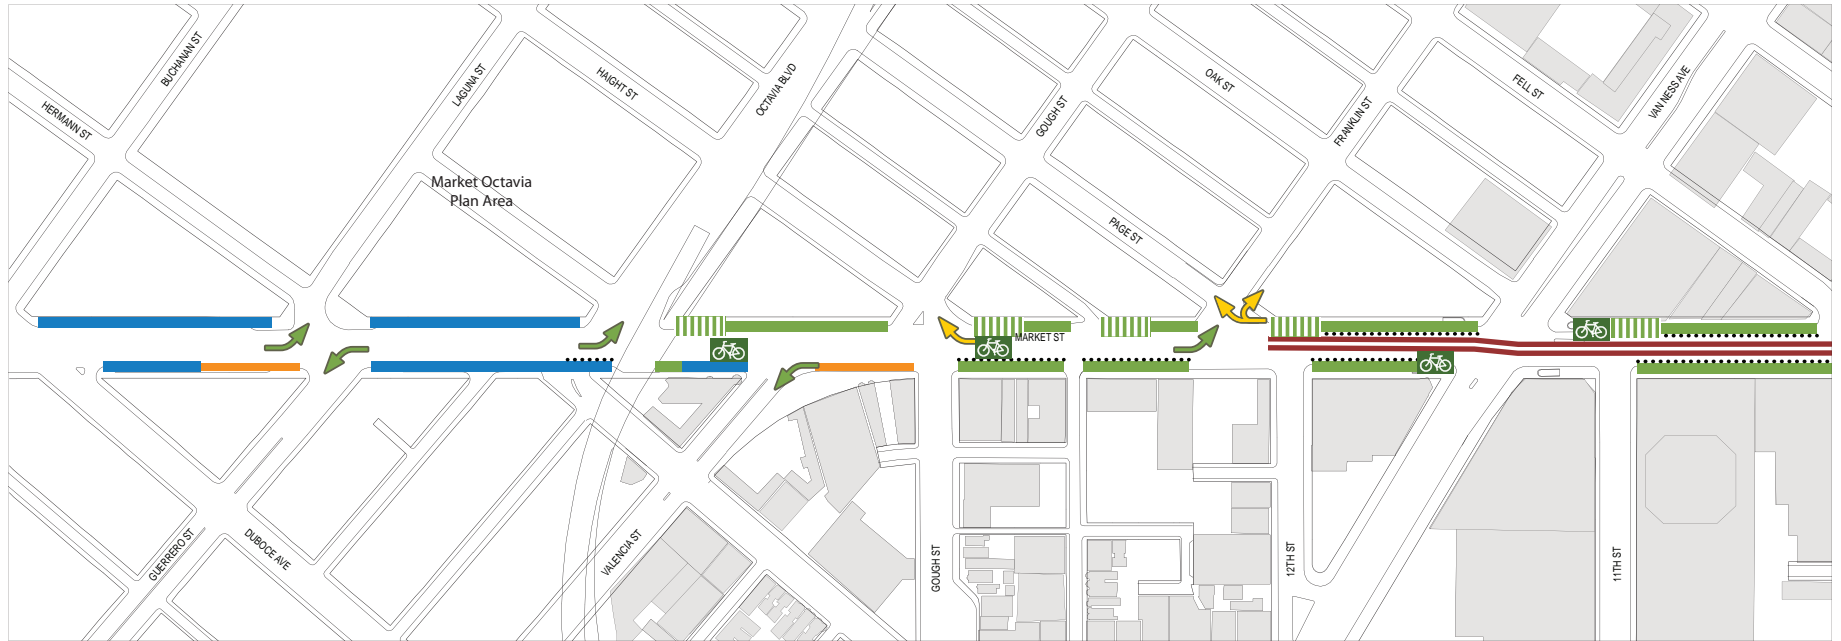 BUCHANAN ST
HERMANN ST
LAGUNA ST
HAIGHT ST
OCTAVIA BLVD
GOUGH ST
OAK ST
FRANKLIN ST
FELL ST
VAN NESS AVE
Market Octavia
Plan Area
PAGE ST
MARKET ST
GUERRERO ST
DUBOCE AVE
VALENCIA ST
GOUGH ST
12TH ST
11TH ST